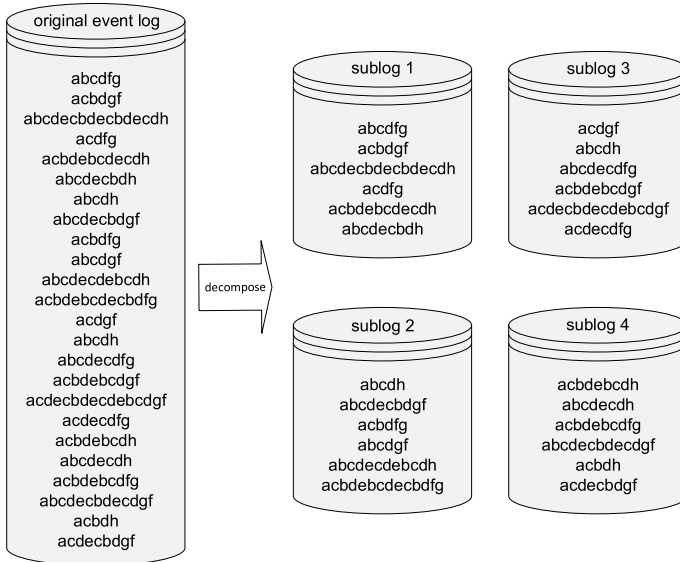 original event log
abcdfg
acbdgf
abcdecbdecbdecdh
acdfg
acbdebcdecdh
abcdecbdh
abcdh
abcdecbdgf
acbdfg
abcdgf
abcdecdebcdh
acbdebcdecbdfg
acdgf
abcdh
abcdecdfg
acbdebcdgf
acdecbdecdebcdgf
acdecdfg
acbdebcdh
abcdecdh
acbdebcdfg
abcdecbdecdgf
acbdh
acdecbdgf
decompose
sublog 1
abcdfg
acbdgf
abcdecbdecbdecdh
acdfg
acbdebcdecdh
abcdecbdh
sublog 3
acdgf
abcdh
abcdecdfg
acbdebcdgf
acdecbdecdebcgf
acdecdfg
sublog 2
abcdh
abcdecbdgf
acbdfg
abcdgf
abcdecdebcdh
acbdebcdecbdfg
sublog 4
acbdebcdh
abcdecdh
acbdebcdfg
abcdecbdecdgf
acbdh
acdecbdgf